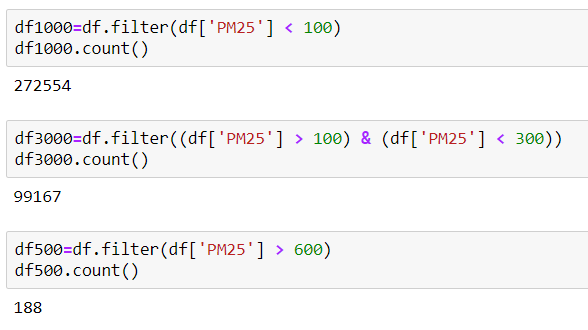 df1000=df.filter(df['PM25'] < 100)
df1000.count()
272554
df3000=df.filter((df['PM25'] > 100) & (df['PM25'] < 300))
df3000.count()
99167
df500=df.filter(df['PM25'] > 600)
df500.count()
188